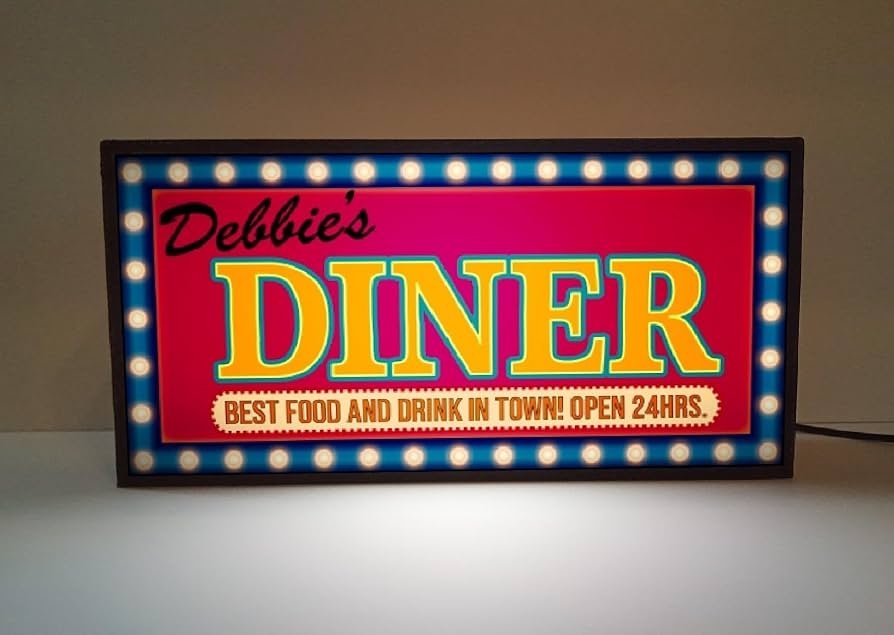 Debbie's
DINER
BEST FOOD AND DRINK IN TOWN! OPEN 24HRS.